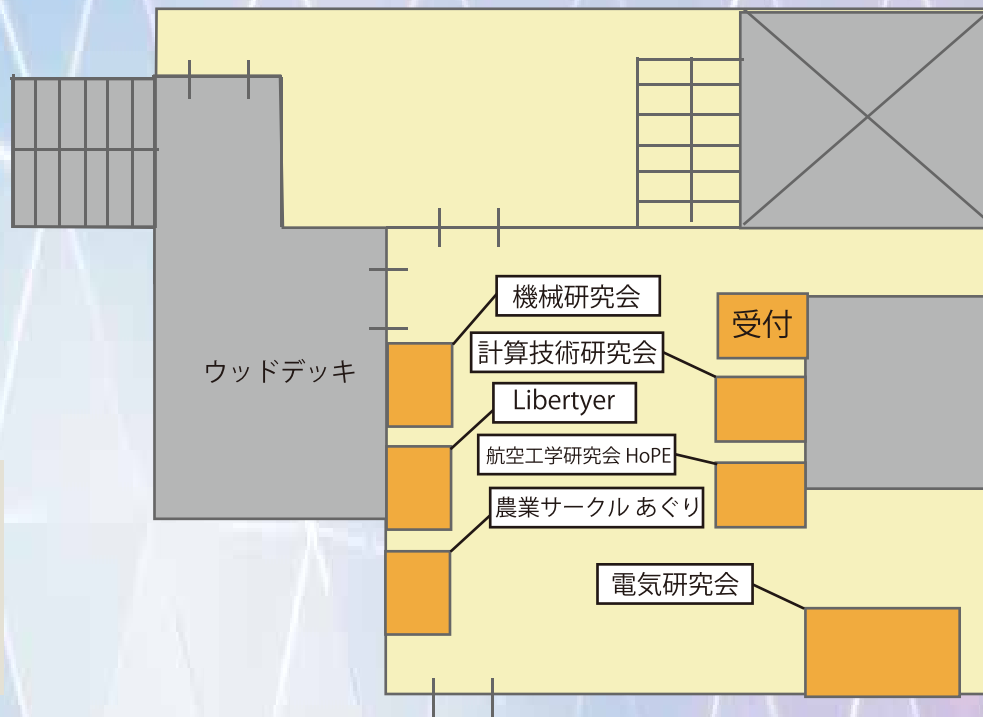 機械研究会
受付
計算技術研究会
ウッドデッキ
Libertyer
航空工学研究会 HoPE
農業サークル あぐり
電気研究会